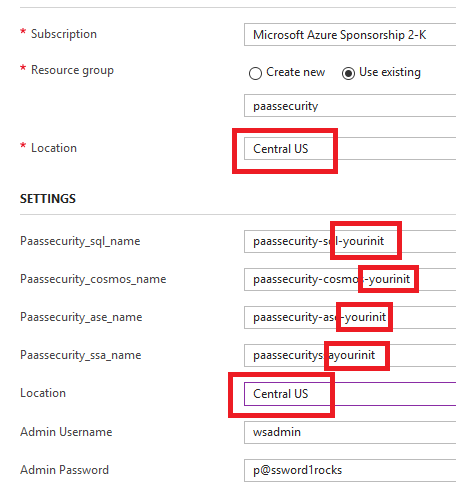 * Subscription Microsoft Azure Sponsorship 2-K
* Resource group Create new Use existing
paassecurity
* Location Central US
SETTINGS
Paassecurity_sql_name paassecurity-sql-yourinit
Paassecurity_cosmos_name paassecurity-cosmos-yourinit
Paassecurity_ase_name paassecurity-ase-yourinit
Paassecurity_ssa_name paassecurityssayourinit
Location Central US
Admin Username wsadmin
Admin Password p@ssword1rocks